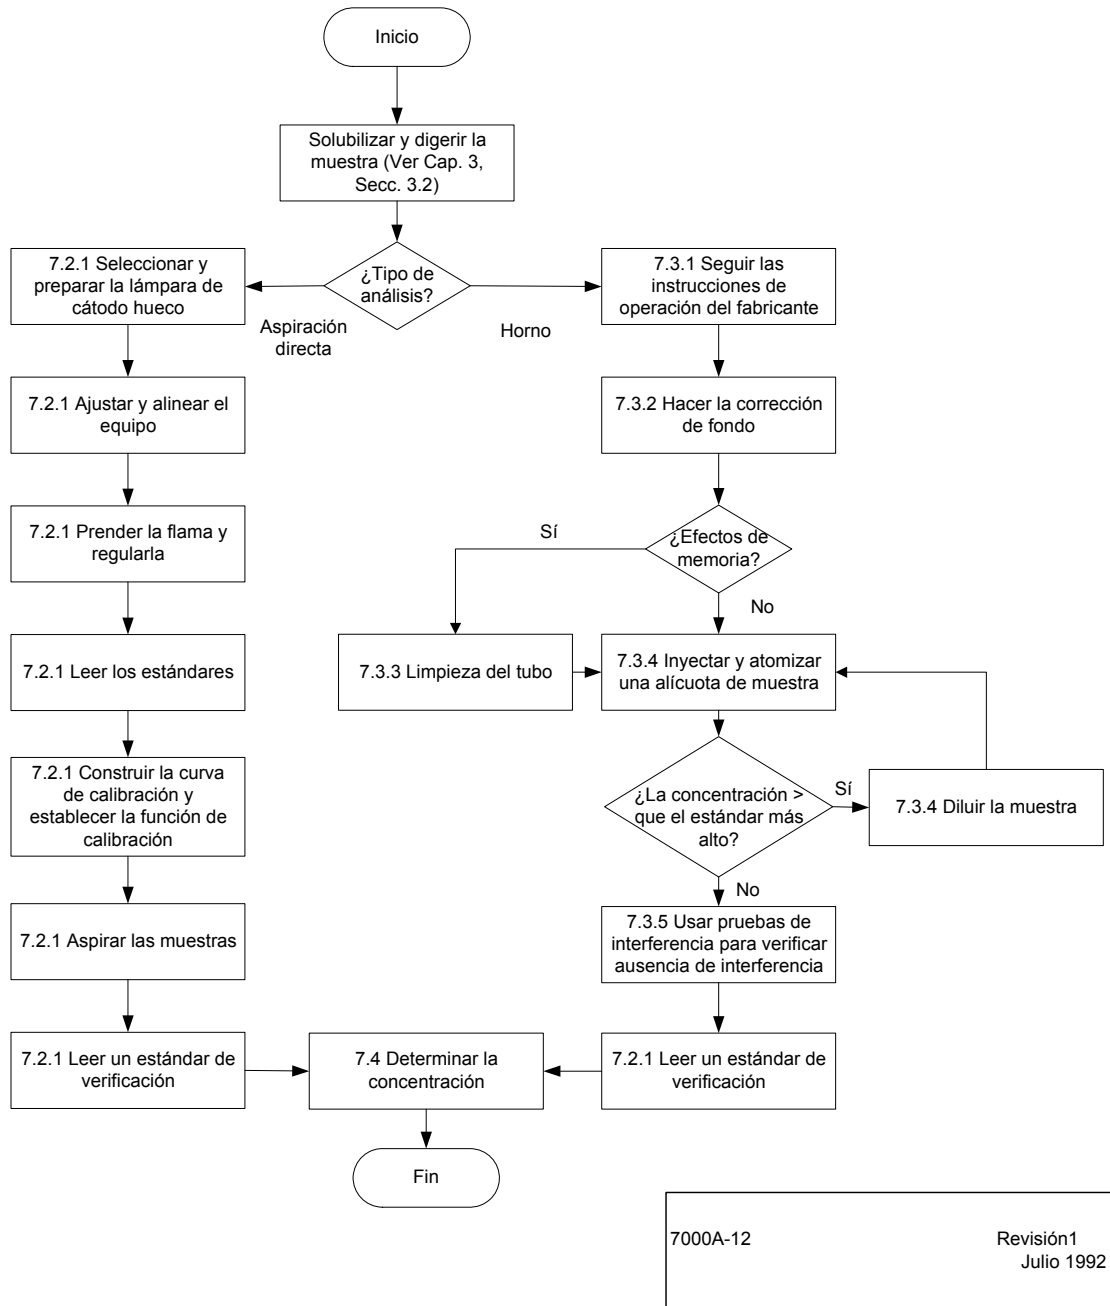 Inicio
Solubilizar y digerir la
muestra (Ver Cap. 3,
Secc. 3.2)
¿Tipo de
análisis?
Aspiración
directa
Horno
7.2.1 Seleccionar y
preparar la lámpara de
cátodo hueco
7.2.1 Ajustar y alinear el
equipo
7.2.1 Prender la flama y
regularla
7.2.1 Leer los estándares
7.2.1 Construir la curva
de calibración y
establecer la función de
calibración
7.2.1 Aspirar las muestras
7.2.1 Leer un estándar de
verificación
7.3.1 Seguir las
instrucciones de
operación del fabricante
7.3.2 Hacer la corrección
de fondo
¿Efectos de
memoria?
Sí
No
7.3.3 Limpieza del tubo
7.3.4 Inyectar y atomizar
una alícuota de muestra
¿La concentración >
que el estándar más
alto?
Sí
7.3.4 Diluir la muestra
No
7.3.5 Usar pruebas de
interferencia para verificar
ausencia de interferencia
7.2.1 Leer un estándar de
verificación
7.4 Determinar la
concentración
Fin
7000A-12 Revisión1
Julio 1992